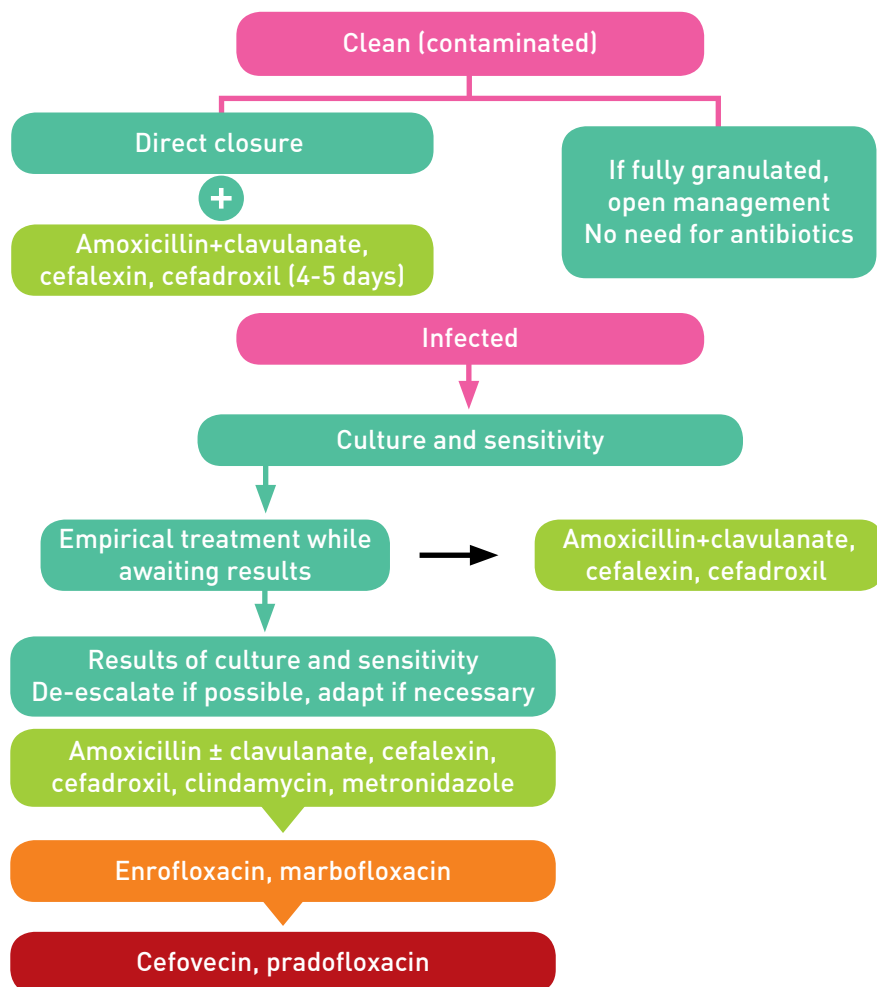 Clean (contaminated)
Direct closure
+
Amoxicillin+clavulanate,
cefalexin, cefadroxil (4-5 days)
If fully granulated,
open management
No need for antibiotics
Infected
Culture and sensitivity
Empirical treatment while
awaiting results
Amoxicillin+clavulanate,
cefalexin, cefadroxil
Results of culture and sensitivity
De-escalate if possible, adapt if necessary
Amoxicillin ± clavulanate, cefalexin,
cefadroxil, clindamycin, metronidazole
Enrofloxacin, marbofloxacin
Cefovecin, pradofloxacin